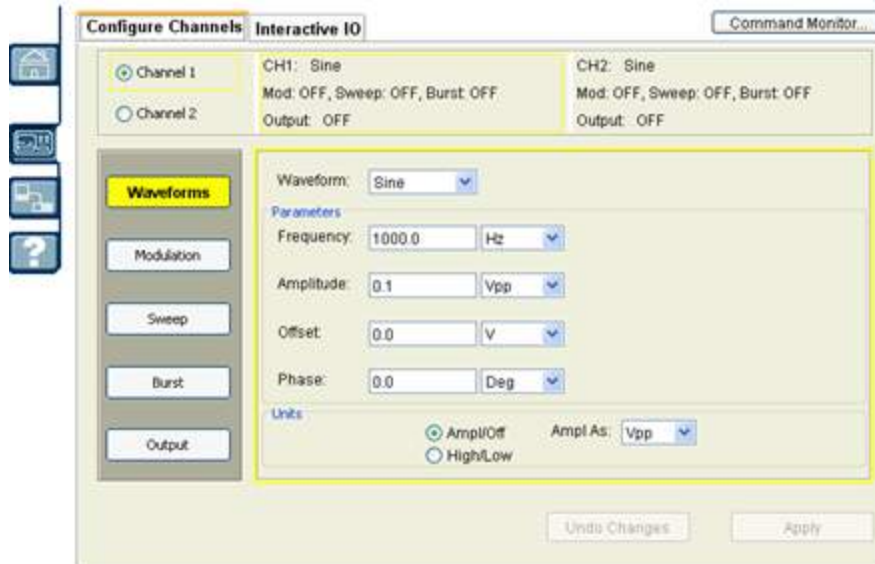 Configure Channels
Interactive IO
Command Monitor...
Channel 1
Channel 2
CH1: Sine
Mod: OFF, Sweep: OFF, Burst: OFF
Output: OFF
CH2: Sine
Mod: OFF, Sweep: OFF, Burst: OFF
Output: OFF
Waveforms
Modulation
Sweep
Burst
Output
Waveform: Sine
Parameters
Frequency: 1000.0 Hz
Amplitude: 0.1 Vpp
Offset: 0.0 V
Phase: 0.0 Deg
Units
Ampl/Off
High/Low
Ampl As: Vpp
Undo Changes
Apply
?